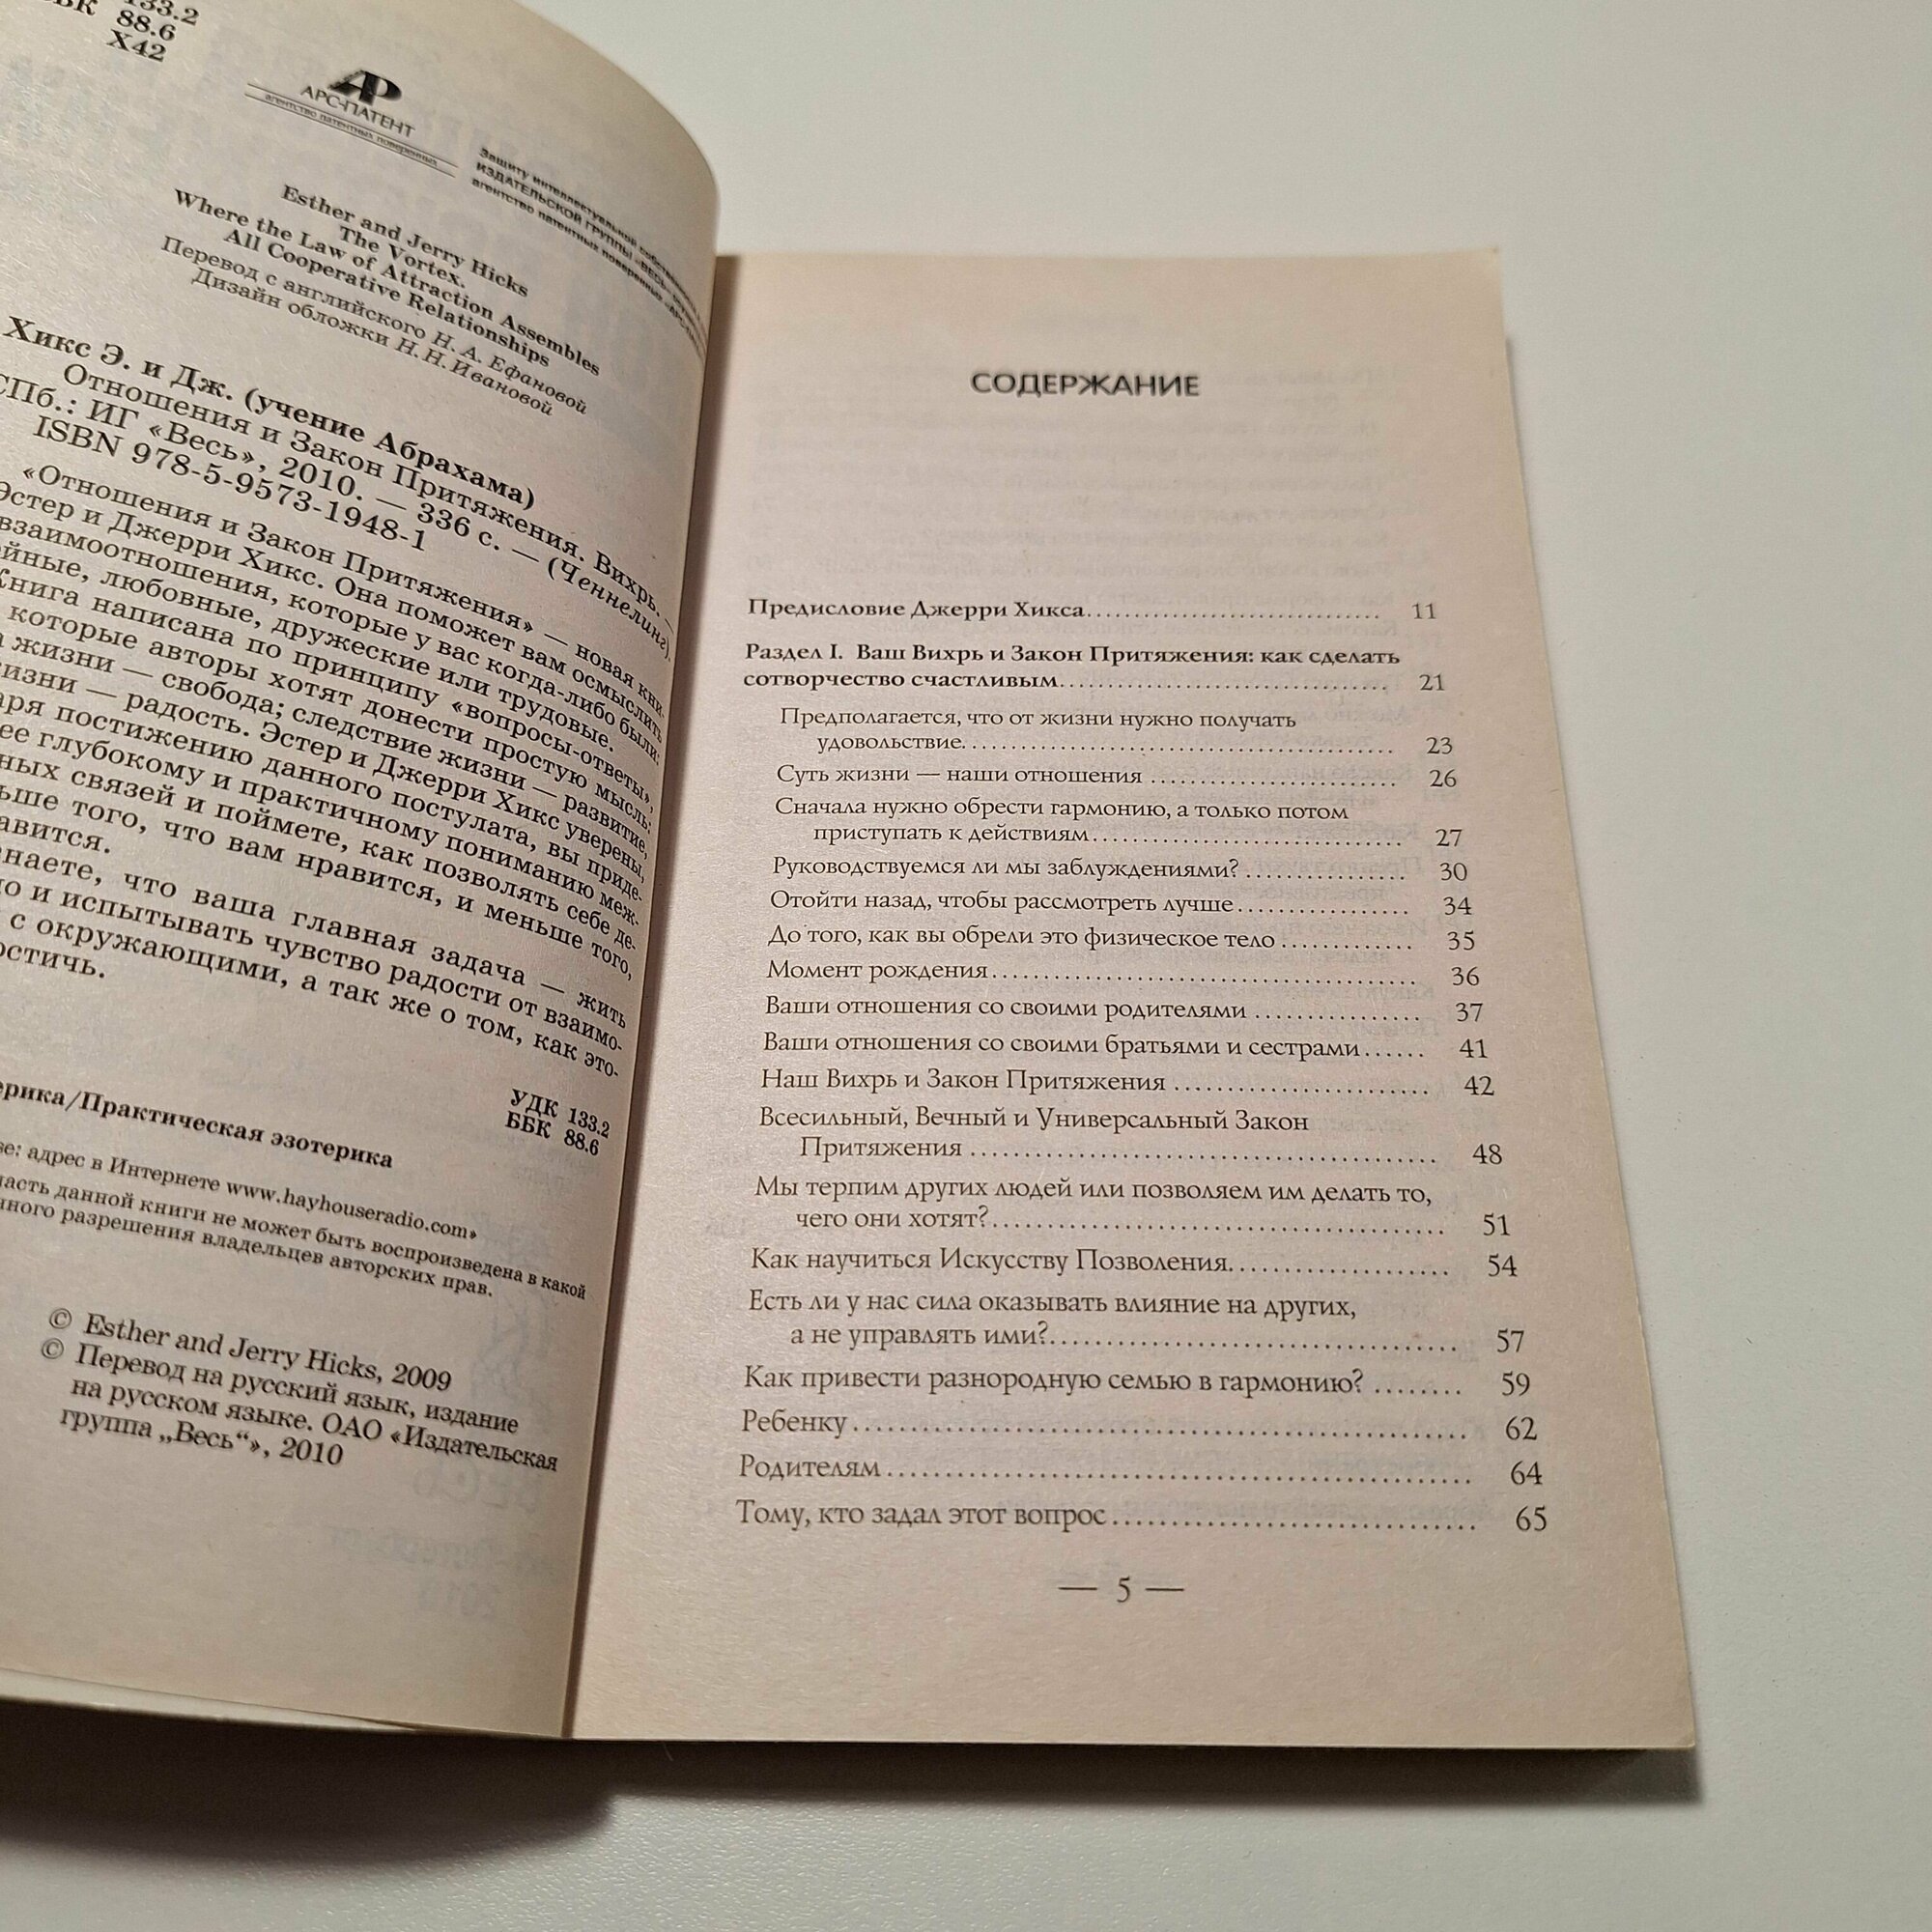 133.2
88.6
Х42
АР
АРС-ПАТЕНТ
агентство патентных поверенных
Защиту интеллектуальной
ИЗДАТЕЛЬСКОЙ ГРУППЫ «ВЕСЬ»
агентство патентных поверенных
Esther and Jerry Hicks
The Vortex.
Where the Law of Attraction Assembles
All Cooperative Relationships
Перевод с английского Н. А. Ефановой
Дизайн обложки Н. Н. Ивановой
Хикс Э. и Дж. (учение Абрахама)
Отношения и Закон Притяжения. Вихрь. —
СПб.: ИГ «Весь», 2010. — 336 с. — (Ченнелинг).
ISBN 978-5-9573-1948-1
«Отношения и Закон Притяжения» — новая кни-
Эстер и Джерри Хикс. Она поможет вам осмыслить
взаимоотношения, которые у вас когда-либо были:
любовные, дружеские или трудовые.
Книга написана по принципу «вопросы-ответы»,
которые авторы хотят донести простую мысль:
жизни — свобода; следствие жизни — развитие,
жизни — радость. Эстер и Джерри Хикс уверены,
постижению данного постулата, вы приде-
глубокому и практичному пониманию меж-
связей и поймете, как позволять себе де-
того, что вам нравится, и меньше того,
что ваша главная задача — жить
и испытывать чувство радости от взаимо-
с окружающими, а так же о том, как это-
УДК 133.2
ББК 88.6
Практическая эзотерика
адрес в Интернете www.hayhouseradio.com»
часть данной книги не может быть воспроизведена в какой
разрешения владельцев авторских прав.
© Esther and Jerry Hicks, 2009
© Перевод на русский язык, издание
на русском языке. ОАО «Издательская
группа „Весь“», 2010
СОДЕРЖАНИЕ
Предисловие Джерри Хикса 11
Раздел I. Ваш Вихрь и Закон Притяжения: как сделать
сотворчество счастливым 21
Предполагается, что от жизни нужно получать
удовольствие 23
Суть жизни — наши отношения 26
Сначала нужно обрести гармонию, а только потом
приступать к действиям 27
Руководствуемся ли мы заблуждениями? 30
Отойти назад, чтобы рассмотреть лучше 34
До того, как вы обрели это физическое тело 35
Момент рождения 36
Ваши отношения со своими родителями 37
Ваши отношения со своими братьями и сестрами 41
Наш Вихрь и Закон Притяжения 42
Всесильный, Вечный и Универсальный Закон
Притяжения 48
Мы терпим других людей или позволяем им делать то,
чего они хотят? 51
Как научиться Искусству Позволения 54
Есть ли у нас сила оказывать влияние на других,
а не управлять ими? 57
Как привести разнородную семью в гармонию? 59
Ребенку 62
Родителям 64
Тому, кто задал этот вопрос 65
— 5 —